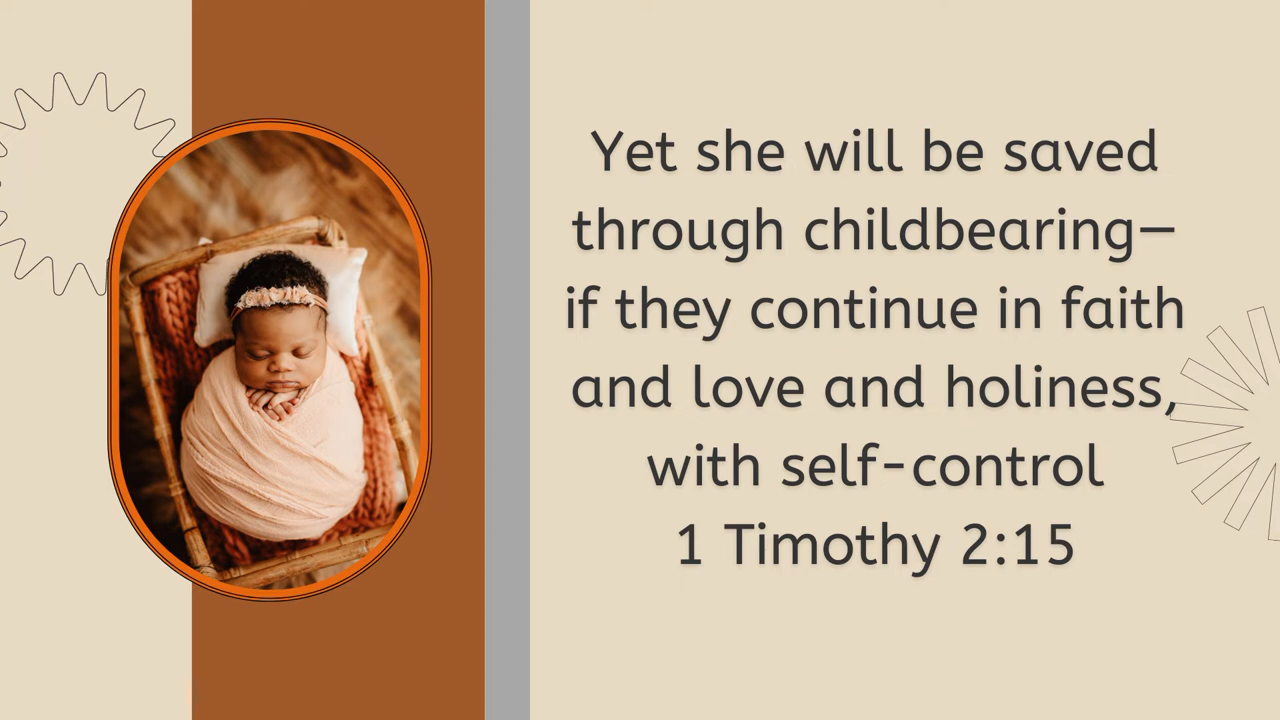 Yet she will be saved
through childbearing—
if they continue in faith
and love and holiness,
with self-control
1 Timothy 2:15